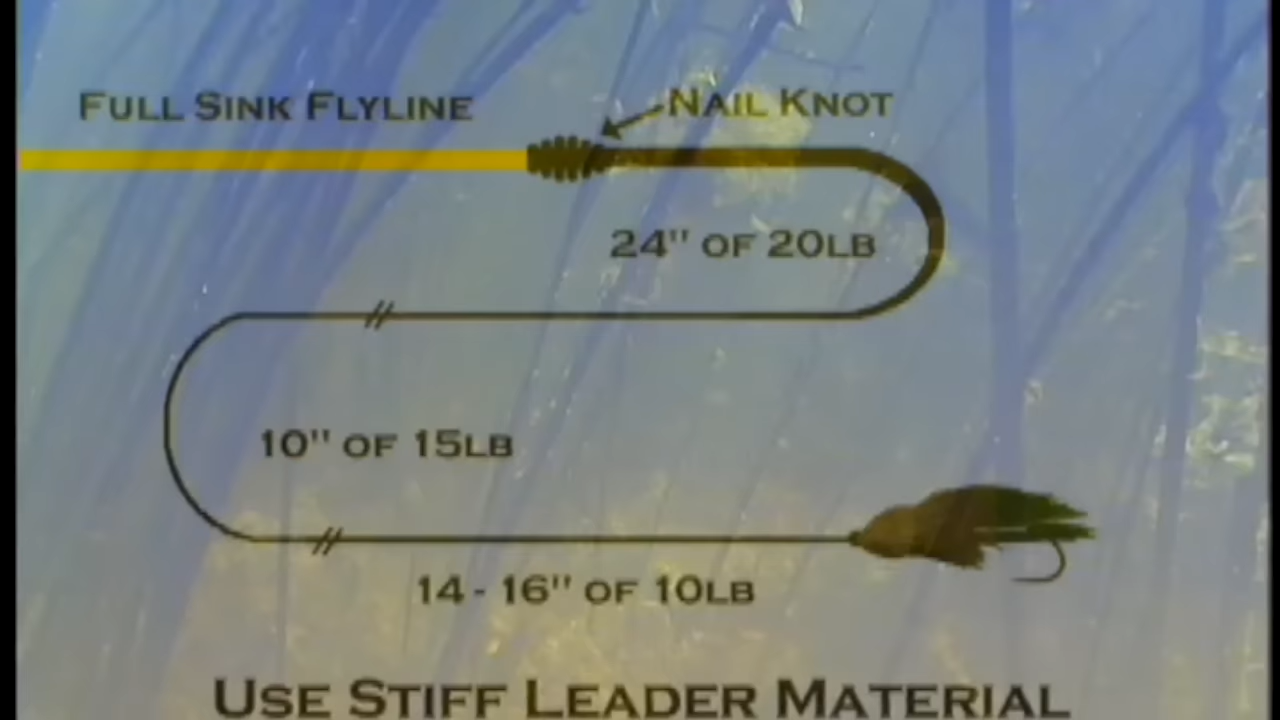 FULL SINK FLYLINE
NAIL KNOT
24" OF 20LB
10" OF 15LB
14 - 16" OF 10LB
USE STIFF LEADER MATERIAL